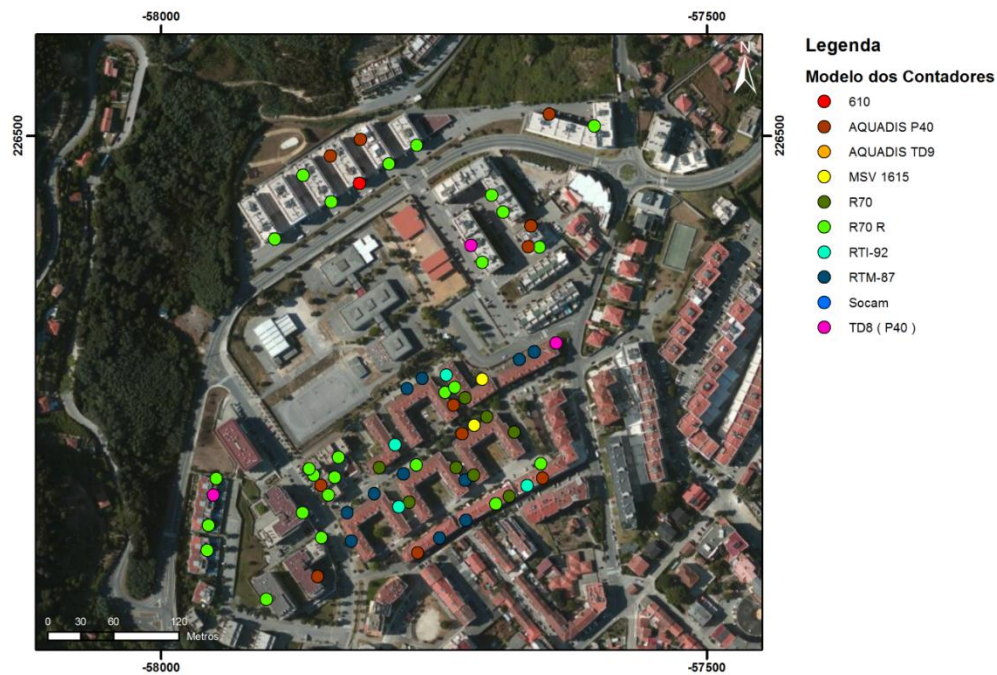 -58000
-57500
226500
226500
N
Legenda
Modelo dos Contadores
610
AQUADIS P40
AQUADIS TD9
MSV 1615
R70
R70 R
RTI-92
RTM-87
Socam
TD8 ( P40 )
0 30 60 120
Metros
-58000
-57500